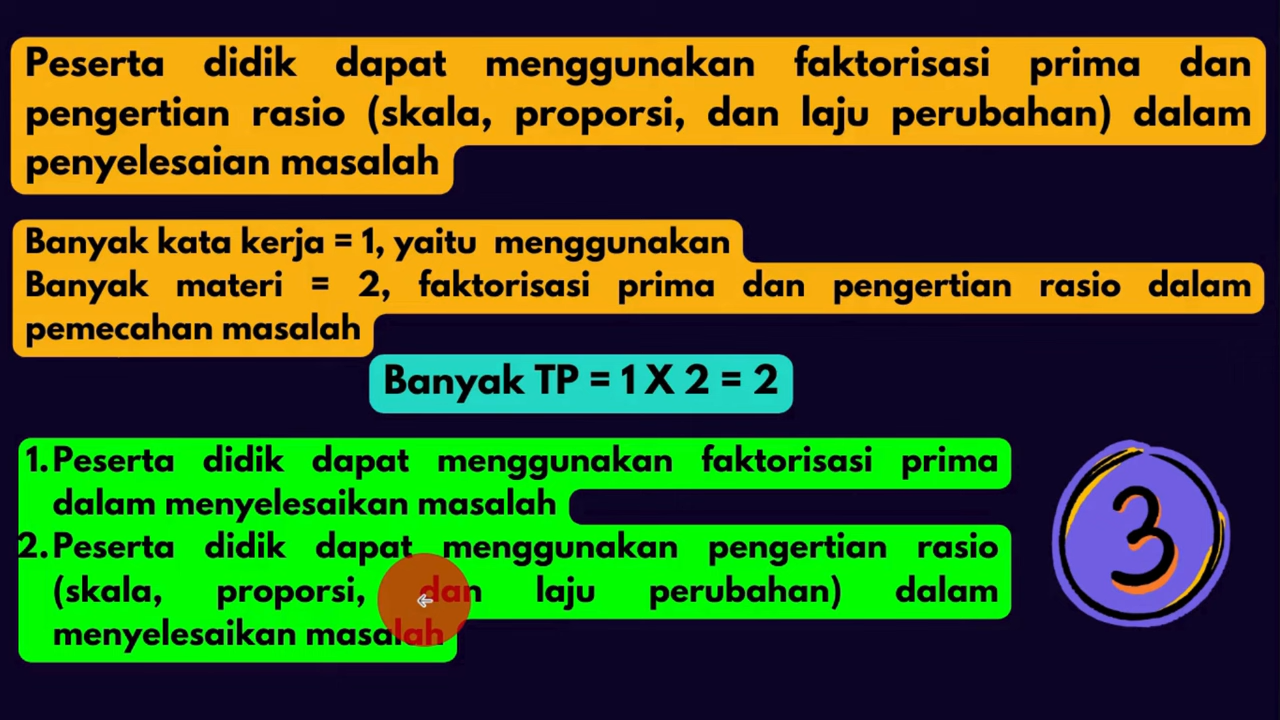 Peserta didik dapat menggunakan faktorisasi prima dan
pengertian rasio (skala, proporsi, dan laju perubahan) dalam
penyelesaian masalah
Banyak kata kerja = 1, yaitu menggunakan
Banyak materi = 2, faktorisasi prima dan pengertian rasio dalam
pemecahan masalah
Banyak TP = 1 X 2 = 2
1. Peserta didik dapat menggunakan faktorisasi prima
dalam menyelesaikan masalah
2. Peserta didik dapat menggunakan pengertian rasio
(skala, proporsi, dan laju perubahan) dalam
menyelesaikan masalah
3